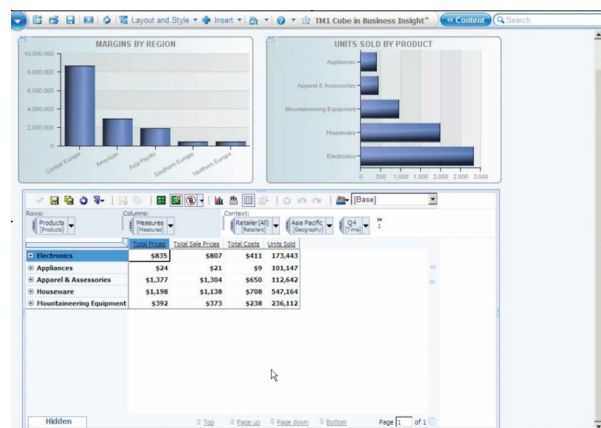 Layout and Style Insert TM1 Cube in Business Insight* Content Search
MARGINS BY REGION
10,000,000
8,000,000
6,000,000
4,000,000
2,000,000
0
Central Europe
Americas
Asia Pacific
Southern Europe
Northern Europe
UNITS SOLD BY PRODUCT
Appliances
Apparel & Assessories
Mountaineering Equipment
Houseware
Electronics
0 500 1,000 1,500 2,000 2,500 3,000
[Base]
Rows: Columns: Context:
Products Measures Retailer(All) Asia Pacific Q4
[Products] [Measures] [Retailers] [Geography] [Time]
Total Prices Total Sale Prices Total Costs Units Sold
Electronics $835 $807 $411 173,443
Appliances $24 $21 $9 101,147
Apparel & Assessories $1,377 $1,304 $650 112,642
Houseware $1,198 $1,138 $708 547,164
Mountaineering Equipment $392 $373 $238 236,112
Hidden Top Page up Page down Bottom Page 1 of 1